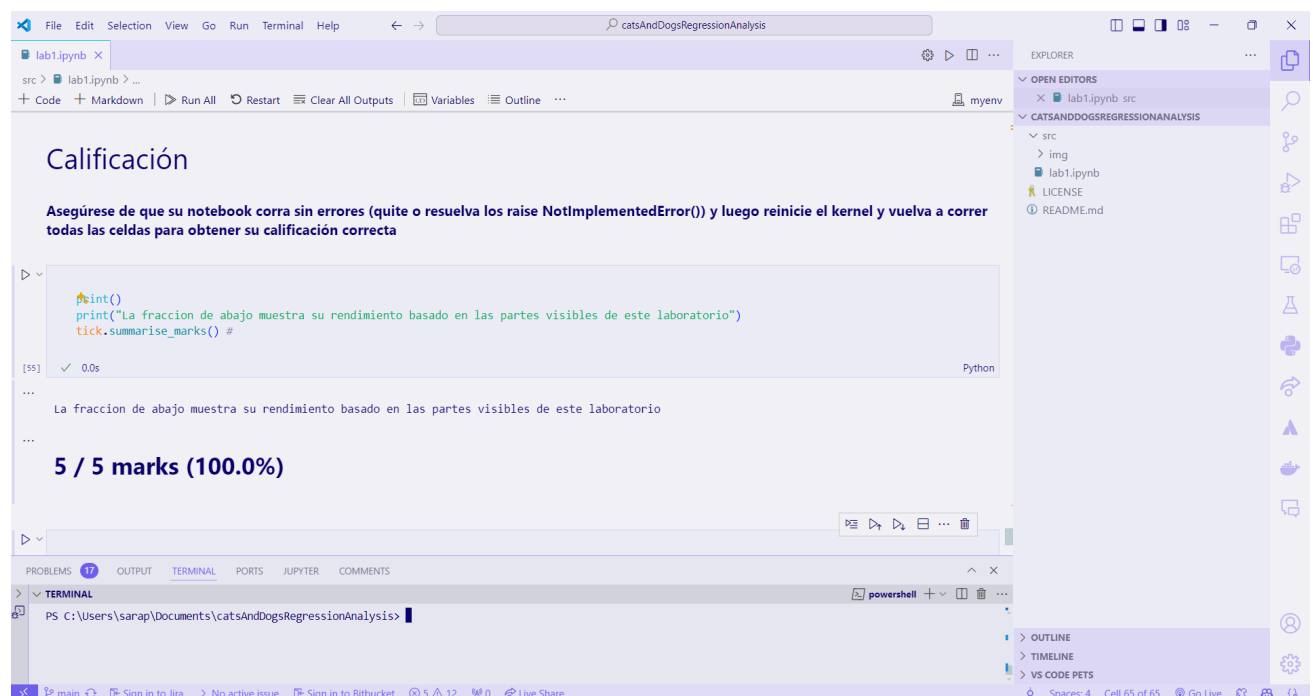 File Edit Selection View Go Run Terminal Help
catsAndDogsRegressionAnalysis
lab1.ipynb
src > lab1.ipynb > ...
Code Markdown Run All Restart Clear All Outputs Variables Outline ...
myenv
Calificación
Asegúrese de que su notebook corra sin errores (quite o resuelva los raise NotImplementedError()) y luego reinicie el kernel y vuelva a correr
todas las celdas para obtener su calificación correcta
print()
print("La fraccion de abajo muestra su rendimiento basado en las partes visibles de este laboratorio")
tick.summarise_marks() #
[55] 0.0s Python
La fraccion de abajo muestra su rendimiento basado en las partes visibles de este laboratorio
5 / 5 marks (100.0%)
PROBLEMS 17 OUTPUT TERMINAL PORTS JUPYTER COMMENTS
TERMINAL
powershell
PS C:\Users\sarap\Documents\catsAndDogsRegressionAnalysis>
EXPLORER
OPEN EDITORS
lab1.ipynb src
CATSANDDOGSREGRESSIONANALYSIS
src
img
lab1.ipynb
LICENSE
README.md
OUTLINE
TIMELINE
VS CODE PETS
main Sign in to Jira No active issue Sign in to Bitbucket 5 12 0 Live Share
Spaces: 4 Cell 65 of 65 Go Live